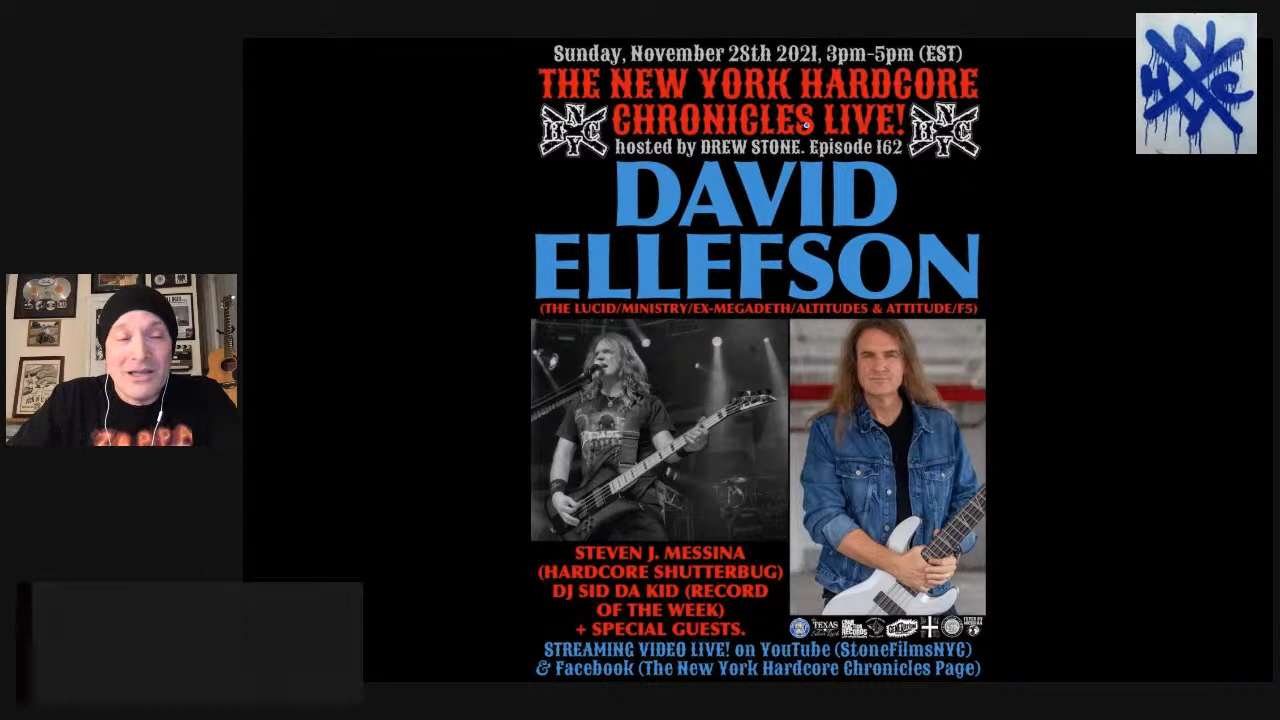 Sunday, November 28th 2021, 3pm-5pm (EST)
THE NEW YORK HARDCORE
CHRONICLES LIVE!
N
H C
Y
N
H C
Y
hosted by DREW STONE. Episode 162
DAVID
ELLEFSON
(THE LUCID/MINISTRY/EX-MEGADETH/ALTITUDES & ATTITUDE/F5)
STEVEN J. MESSINA
(HARDCORE SHUTTERBUG)
DJ SID DA KID (RECORD
OF THE WEEK)
+ SPECIAL GUESTS.
STREAMING VIDEO LIVE! on YouTube (StoneFilmsNYC)
& Facebook (The New York Hardcore Chronicles Page)
N
H C
ZAPPA
TEXAS